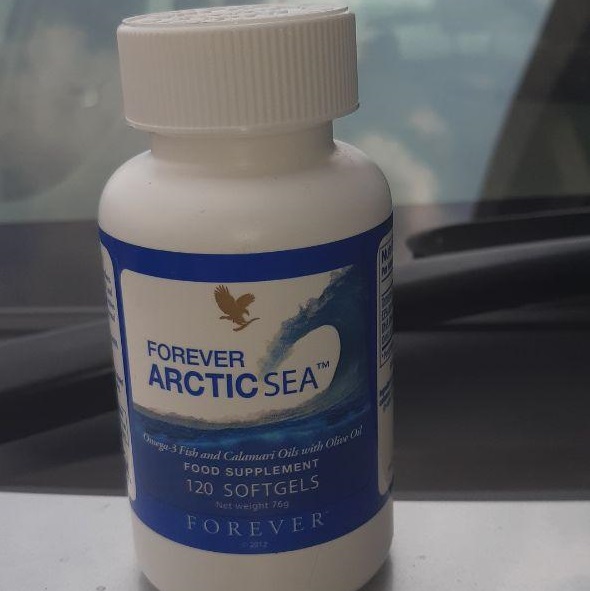 FOREVER
ARCTIC SEA™
Omega-3 Fish and Calamari Oils with Olive Oil
FOOD SUPPLEMENT
120 SOFTGELS
Net weight 76g
FOREVER
© 2012